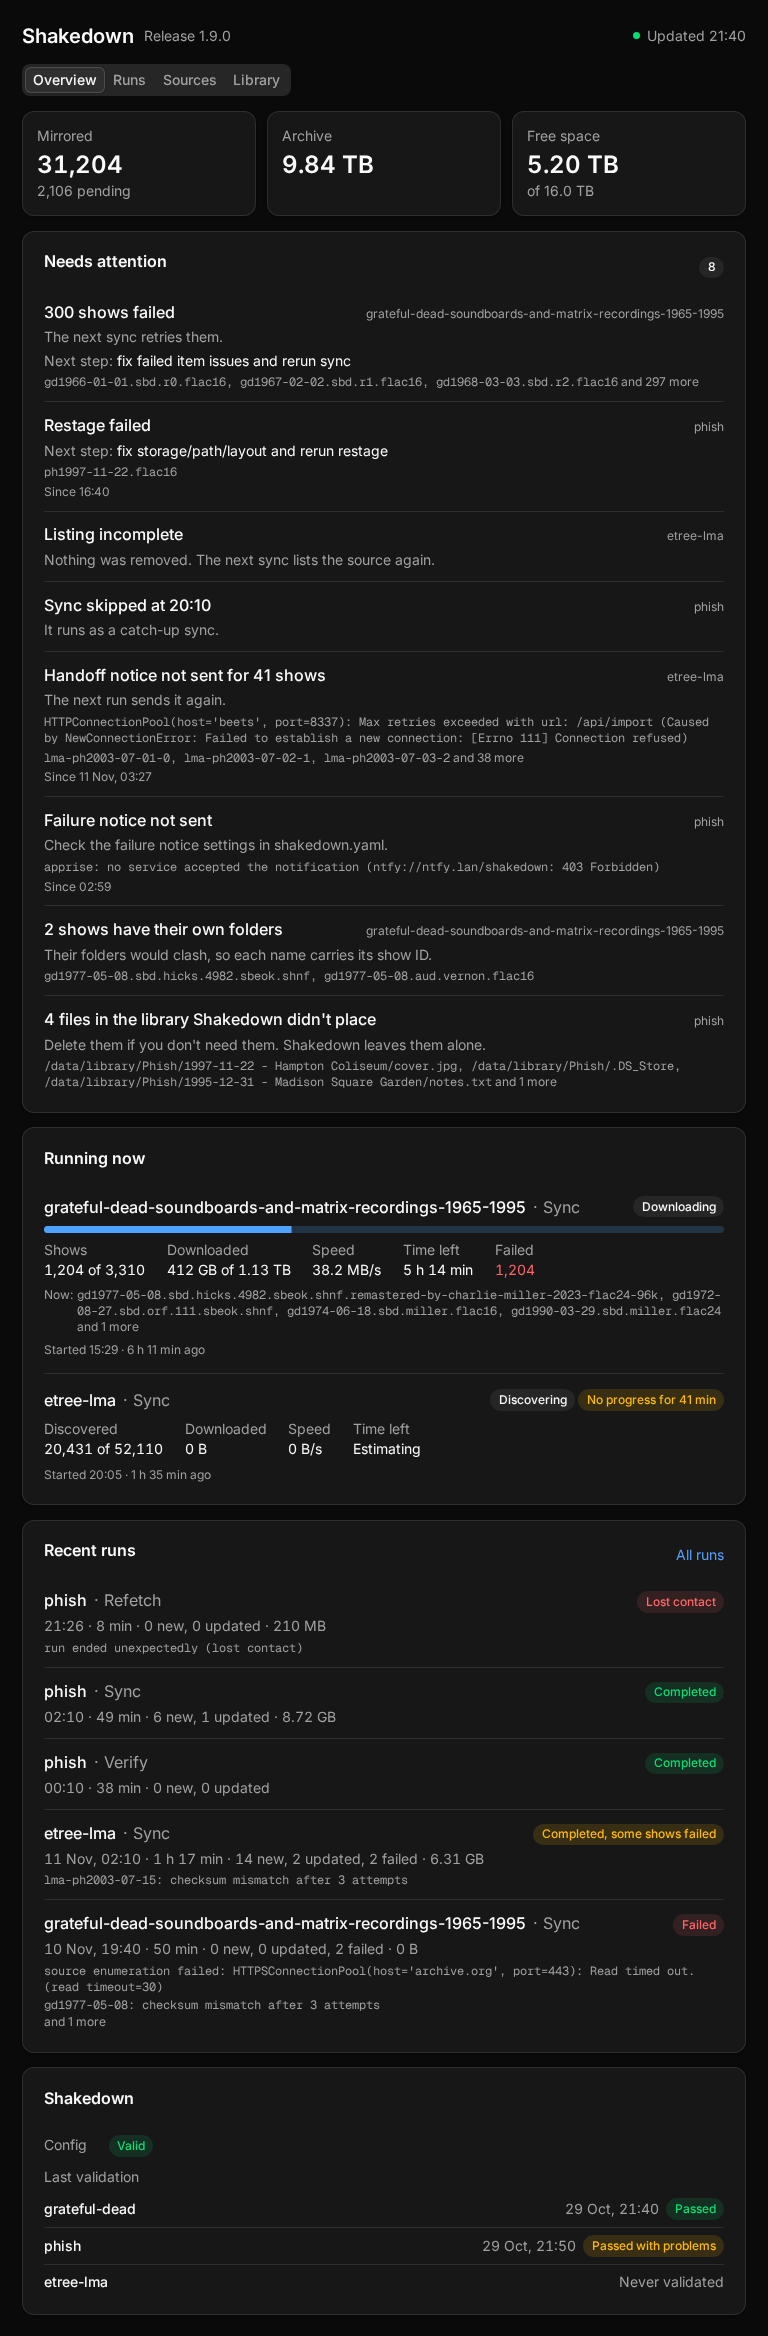 Shakedown Release 1.9.0 Updated 21:40
Overview Runs Sources Library
Mirrored
31,204
2,106 pending
Archive
9.84 TB
Free space
5.20 TB
of 16.0 TB
Needs attention 8
300 shows failed grateful-dead-soundboards-and-matrix-recordings-1965-1995
The next sync retries them.
Next step: fix failed item issues and rerun sync
gd1966-01-01.sbd.r0.flac16, gd1967-02-02.sbd.r1.flac16, gd1968-03-03.sbd.r2.flac16 and 297 more
Restage failed phish
Next step: fix storage/path/layout and rerun restage
ph1997-11-22.flac16
Since 16:40
Listing incomplete etree-lma
Nothing was removed. The next sync lists the source again.
Sync skipped at 20:10 phish
It runs as a catch-up sync.
Handoff notice not sent for 41 shows etree-lma
The next run sends it again.
HTTPConnectionPool(host='beets', port=8337): Max retries exceeded with url: /api/import (Caused
by NewConnectionError: Failed to establish a new connection: [Errno 111] Connection refused)
lma-ph2003-07-01-0, lma-ph2003-07-02-1, lma-ph2003-07-03-2 and 38 more
Since 11 Nov, 03:27
Failure notice not sent phish
Check the failure notice settings in shakedown.yaml.
apprise: no service accepted the notification (ntfy://ntfy.lan/shakedown: 403 Forbidden)
Since 02:59
2 shows have their own folders grateful-dead-soundboards-and-matrix-recordings-1965-1995
Their folders would clash, so each name carries its show ID.
gd1977-05-08.sbd.hicks.4982.sbeok.shnf, gd1977-05-08.aud.vernon.flac16
4 files in the library Shakedown didn't place phish
Delete them if you don't need them. Shakedown leaves them alone.
/data/library/Phish/1997-11-22 - Hampton Coliseum/cover.jpg, /data/library/Phish/.DS_Store,
/data/library/Phish/1995-12-31 - Madison Square Garden/notes.txt and 1 more
Running now
grateful-dead-soundboards-and-matrix-recordings-1965-1995 · Sync Downloading
Shows Downloaded Speed Time left Failed
1,204 of 3,310 412 GB of 1.13 TB 38.2 MB/s 5 h 14 min 1,204
Now: gd1977-05-08.sbd.hicks.4982.sbeok.shnf.remastered-by-charlie-miller-2023-flac24-96k, gd1972-
08-27.sbd.orf.111.sbeok.shnf, gd1974-06-18.sbd.miller.flac16, gd1990-03-29.sbd.miller.flac24
and 1 more
Started 15:29 · 6 h 11 min ago
etree-lma · Sync Discovering No progress for 41 min
Discovered Downloaded Speed Time left
20,431 of 52,110 0 B 0 B/s Estimating
Started 20:05 · 1 h 35 min ago
Recent runs All runs
phish · Refetch Lost contact
21:26 · 8 min · 0 new, 0 updated · 210 MB
run ended unexpectedly (lost contact)
phish · Sync Completed
02:10 · 49 min · 6 new, 1 updated · 8.72 GB
phish · Verify Completed
00:10 · 38 min · 0 new, 0 updated
etree-lma · Sync Completed, some shows failed
11 Nov, 02:10 · 1 h 17 min · 14 new, 2 updated, 2 failed · 6.31 GB
lma-ph2003-07-15: checksum mismatch after 3 attempts
grateful-dead-soundboards-and-matrix-recordings-1965-1995 · Sync Failed
10 Nov, 19:40 · 50 min · 0 new, 0 updated, 2 failed · 0 B
source enumeration failed: HTTPSConnectionPool(host='archive.org', port=443): Read timed out.
(read timeout=30)
gd1977-05-08: checksum mismatch after 3 attempts
and 1 more
Shakedown
Config Valid
Last validation
grateful-dead 29 Oct, 21:40 Passed
phish 29 Oct, 21:50 Passed with problems
etree-lma Never validated